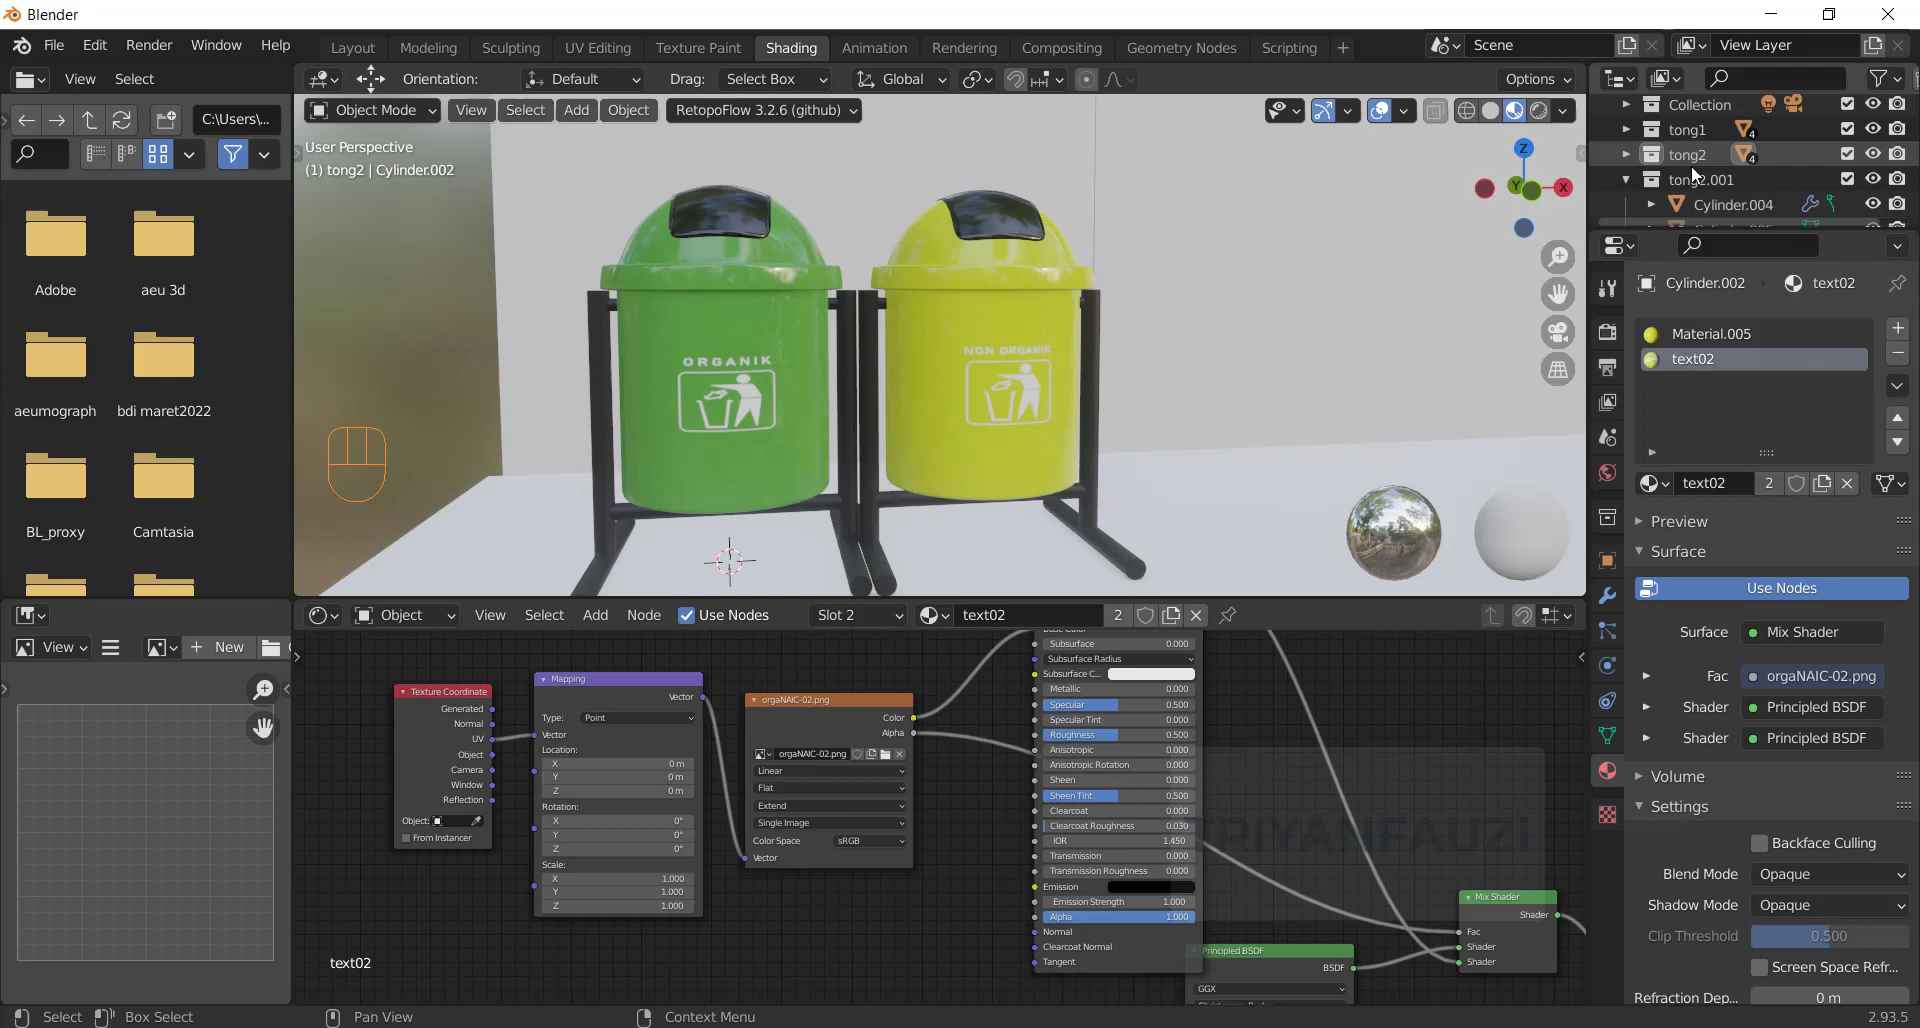 Blender
File Edit Render Window Help Layout Modeling Sculpting UV Editing Texture Paint Shading Animation Rendering Compositing Geometry Nodes Scripting + Scene View Layer
View Select Orientation: Default Drag: Select Box Global Options
Object Mode View Select Add Object RetopoFlow 3.2.6 (github)
C:\Users\...
User Perspective
(1) tong2 | Cylinder.002
Z
Y
X
Adobe
aeu 3d
aeumograph
bdi maret2022
BL_proxy
Camtasia
ORGANIK
NON ORGANIK
Collection
tong1 4
tong2 4
Cylinder.004
Cylinder.002 text02
Material.005
text02
text02 2
Preview
Surface
Use Nodes
Surface Mix Shader
Fac orgaNAIC-02.png
Shader Principled BSDF
Shader Principled BSDF
Volume
Settings
Backface Culling
Blend Mode Opaque
Shadow Mode Opaque
Clip Threshold 0.500
Screen Space Refr...
Refraction Dep... 0 m
Object View Select Add Node Use Nodes Slot 2 text02 2
View New
Texture Coordinate
Generated
Normal
UV
Object
Camera
Window
Reflection
Object:
From Instancer
Mapping
Vector
Type: Point
Vector
Location:
X 0 m
Y 0 m
Z 0 m
Rotation:
X 0°
Y 0°
Z 0°
Scale:
X 1.000
Y 1.000
Z 1.000
orgaNAIC-02.png
Color
Alpha
orgaNAIC-02.png
Linear
Flat
Extend
Single Image
Color Space sRGB
Vector
Subsurface 0.000
Subsurface Radius
Subsurface C...
Metallic 0.000
Specular 0.500
Specular Tint 0.000
Roughness 0.500
Anisotropic 0.000
Anisotropic Rotation 0.000
Sheen 0.000
Sheen Tint 0.500
Clearcoat 0.000
Clearcoat Roughness 0.030
IOR 1.450
Transmission 0.000
Transmission Roughness 0.000
Emission
Emission Strength 1.000
Alpha 1.000
Normal
Clearcoat Normal
Tangent
TRIYANFAUZI
Principled BSDF
BSDF
GGX
Mix Shader
Shader
Fac
Shader
Shader
text02
Select Box Select Pan View Context Menu 2.93.5